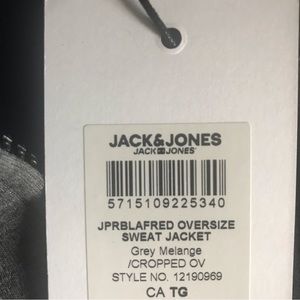 JACK&JONES
JACK&JONES
5715109225340
JPRBLAFRED OVERSIZE
SWEAT JACKET
Grey Melange
/CROPPED OV
STYLE NO. 12190969
CA TG